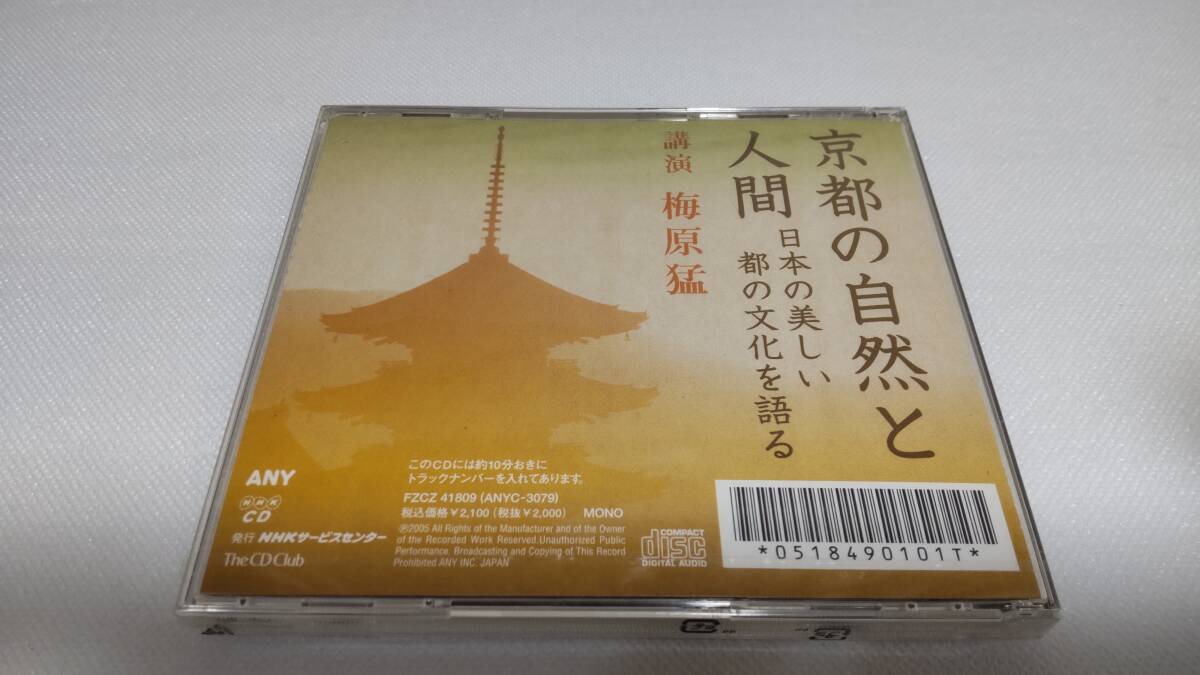 京都の自然と
人間
日本の美しい
都の文化を語る
講演 梅原猛
ANY
NHK
CD
発行 NHKサービスセンター
The CD Club
このCDには約10分おきに
トラックナンバーを入れてあります。
FZCZ 41809 (ANYC-3079)
税込価格¥2,100(税抜¥2,000) MONO
℗2005 All Rights of the Manufacturer and of the Owner
of the Recorded Work Reserved.Unauthorized Public
Performance. Broadcasting and Copying of This Record
Prohibited ANY INC. JAPAN
COMPACT
disc
DIGITAL AUDIO
*0518490101T*